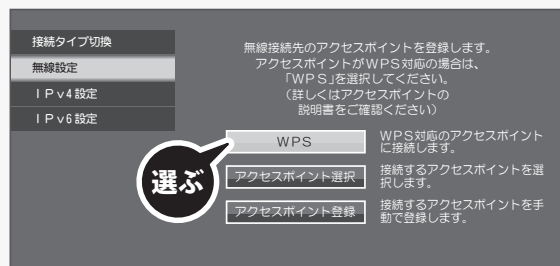 接続タイプ切換
無線設定
ＩＰｖ４設定
ＩＰｖ６設定
無線接続先のアクセスポイントを登録します。
アクセスポイントがＷＰＳ対応の場合は、
「ＷＰＳ」を選択してください。
（詳しくはアクセスポイントの
説明書をご確認ください）
ＷＰＳ
ＷＰＳ対応のアクセスポイント
に接続します。
選ぶ
アクセスポイント選択
接続するアクセスポイントを選
択します。
アクセスポイント登録
接続するアクセスポイントを手
動で登録します。